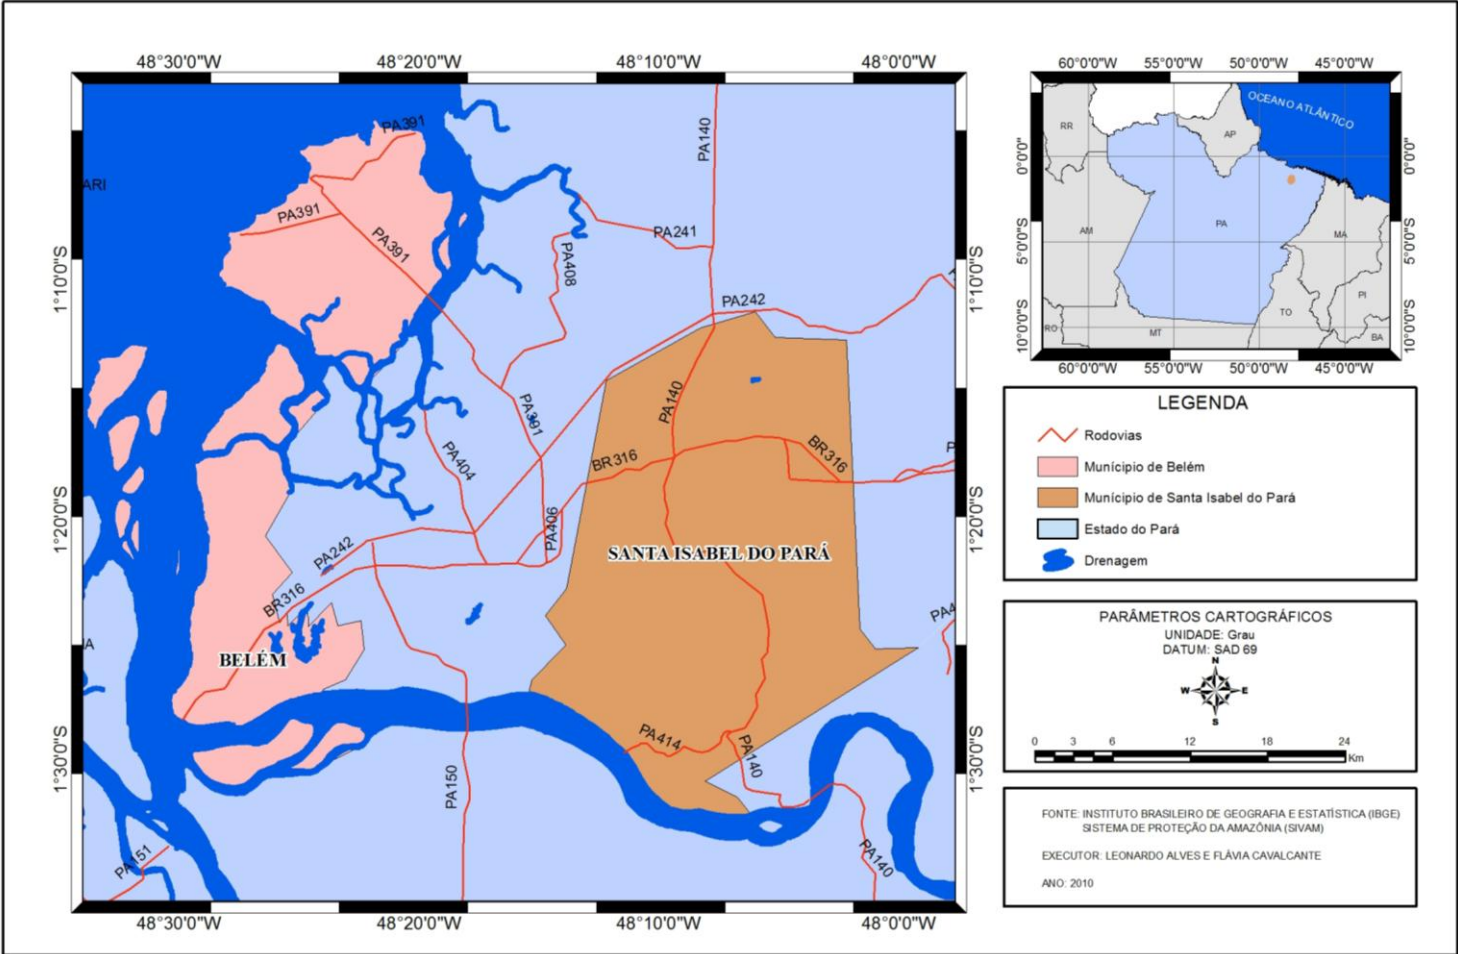 48°30'0"W 48°20'0"W 48°10'0"W 48°0'0"W
1°10'0"S
1°20'0"S
1°30'0"S
1°10'0"S
1°20'0"S
1°30'0"S
48°30'0"W 48°20'0"W 48°10'0"W 48°0'0"W
ARI
PA391
PA391
PA391
PA140
PA241
PA408
PA242
PA391
PA140
PA404
BR316
BR316
PA406
PA242
BR316
SANTA ISABEL DO PARÁ
BELÉM
PA414
PA140
PA150
PA151
PA140
60°0'0"W 55°0'0"W 50°0'0"W 45°0'0"W
OCEANO ATLÂNTICO
RR
AP
0°0'0"
0°0'0"
AM
PA
MA
5°0'0"S
5°0'0"S
PI
TO
RO
MT
BA
10°0'0"S
10°0'0"S
60°0'0"W 55°0'0"W 50°0'0"W 45°0'0"W
LEGENDA
Rodovias
Munícipio de Belém
Munícipio de Santa Isabel do Pará
Estado do Pará
Drenagem
PARÂMETROS CARTOGRÁFICOS
UNIDADE: Grau
DATUM: SAD 69
N
W E
S
0 3 6 12 18 24
Km
FONTE: INSTITUTO BRASILEIRO DE GEOGRAFIA E ESTATÍSTICA (IBGE)
SISTEMA DE PROTEÇÃO DA AMAZÔNIA (SIVAM)
EXECUTOR: LEONARDO ALVES E FLÁVIA CAVALCANTE
ANO: 2010